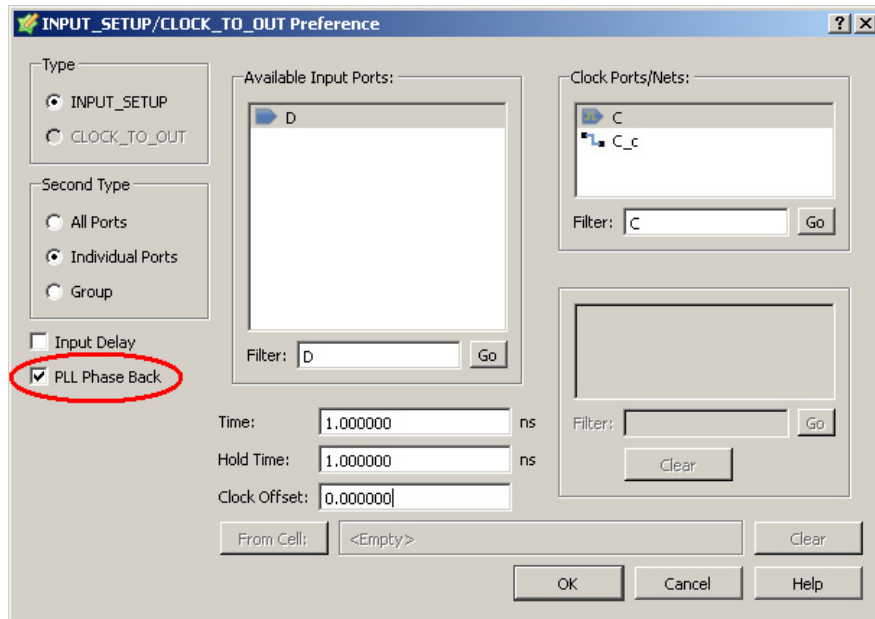 INPUT_SETUP/CLOCK_TO_OUT Preference
Type
INPUT_SETUP
CLOCK_TO_OUT
Second Type
All Ports
Individual Ports
Group
Input Delay
PLL Phase Back
Available Input Ports:
D
Filter: D Go
Clock Ports/Nets:
C
C_c
Filter: C Go
Time: 1.000000 ns
Hold Time: 1.000000 ns
Clock Offset: 0.000000
Filter: Go
Clear
From Cell: <Empty> Clear
OK Cancel Help